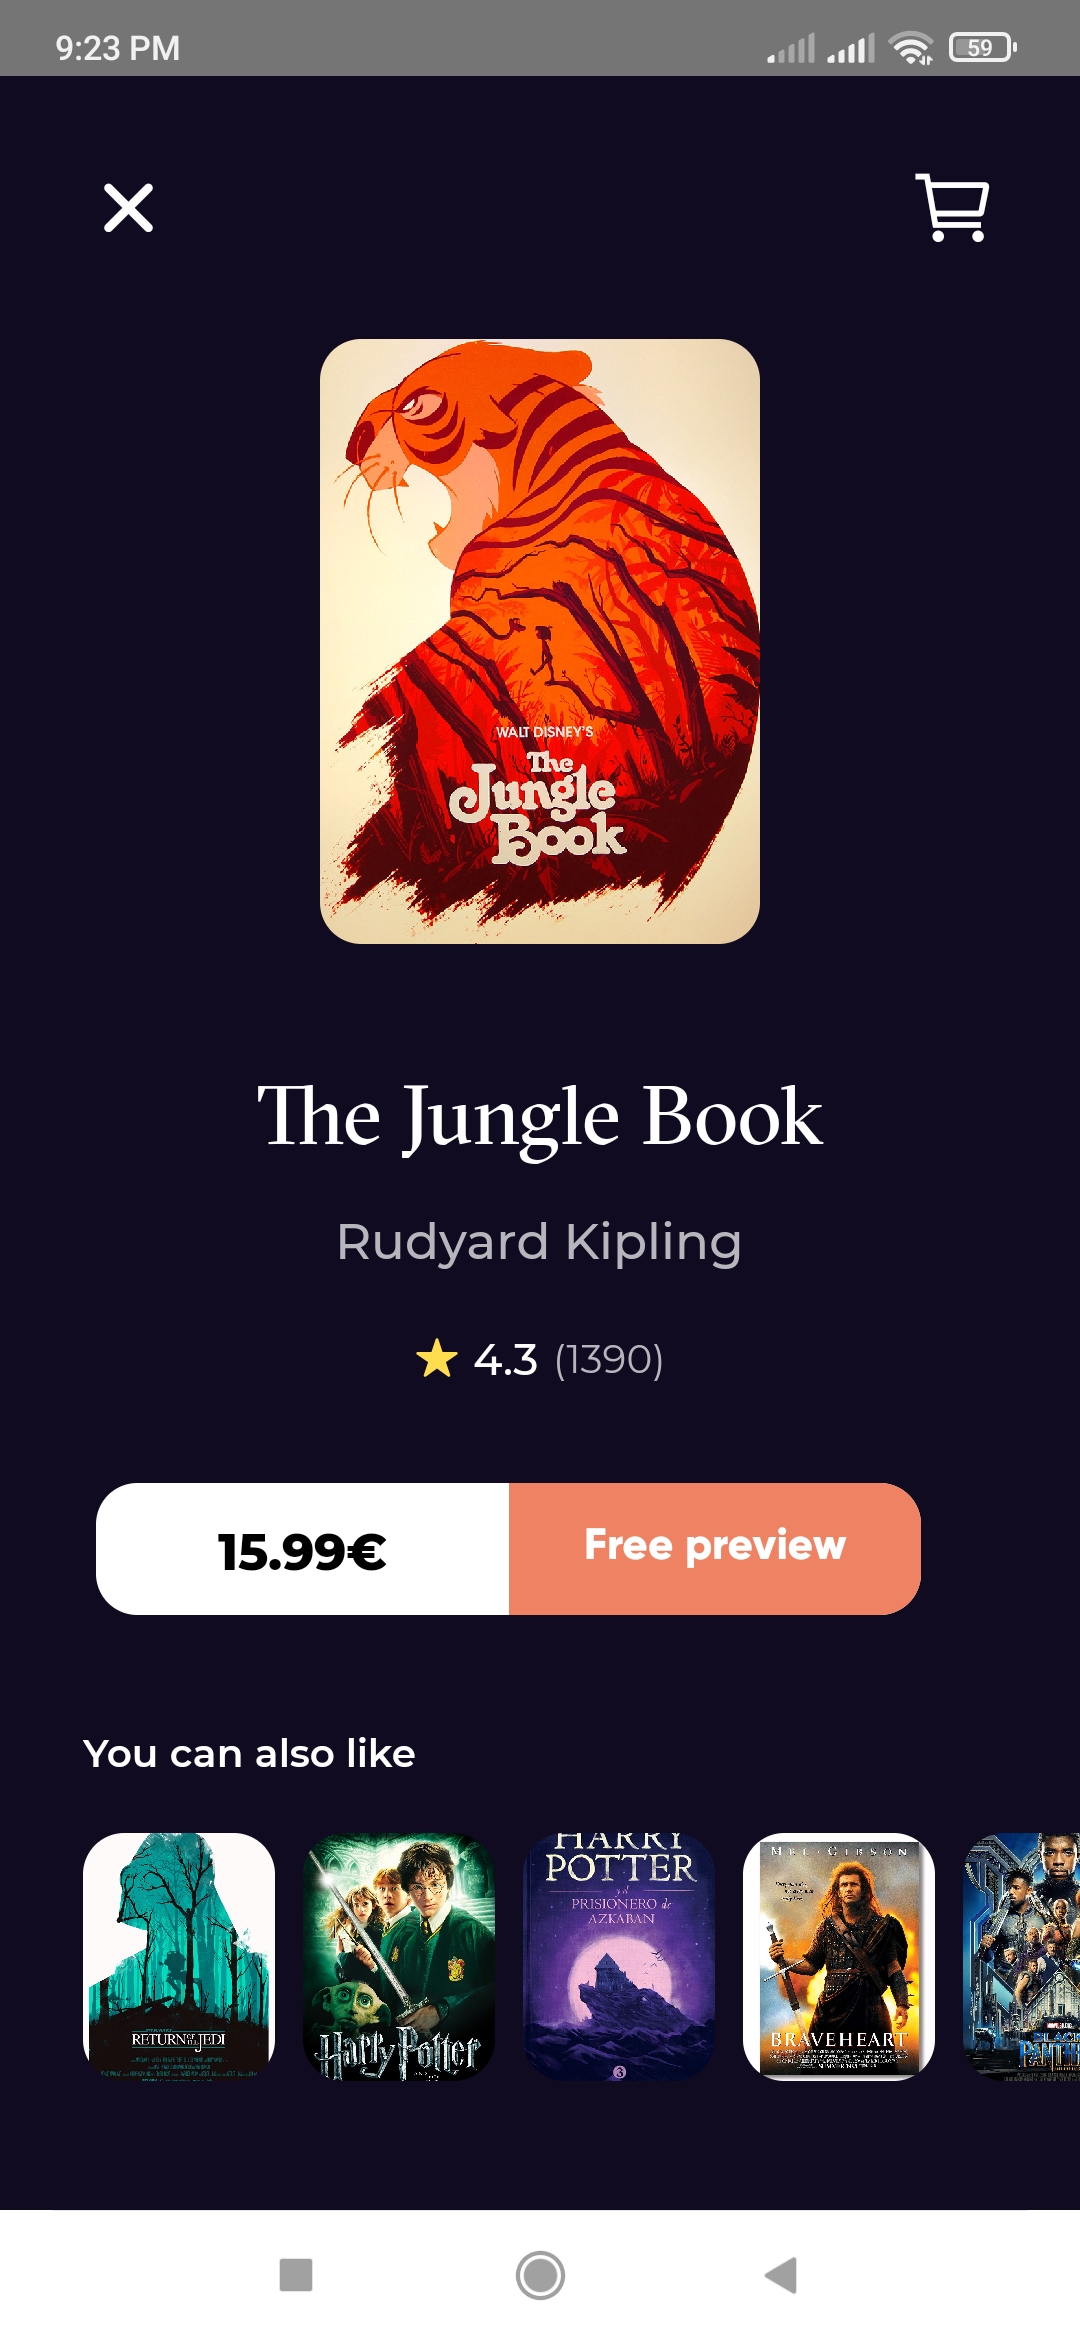 9:23 PM
59
WALT DISNEY'S
The
Jungle
Book
The Jungle Book
Rudyard Kipling
4.3 (1390)
15.99€
Free preview
You can also like
RETURN OF THE JEDI
Harry Potter
HARRY
POTTER
y el
PRISIONERO de
AZKABAN
3
MEL GIBSON
BRAVEHEART